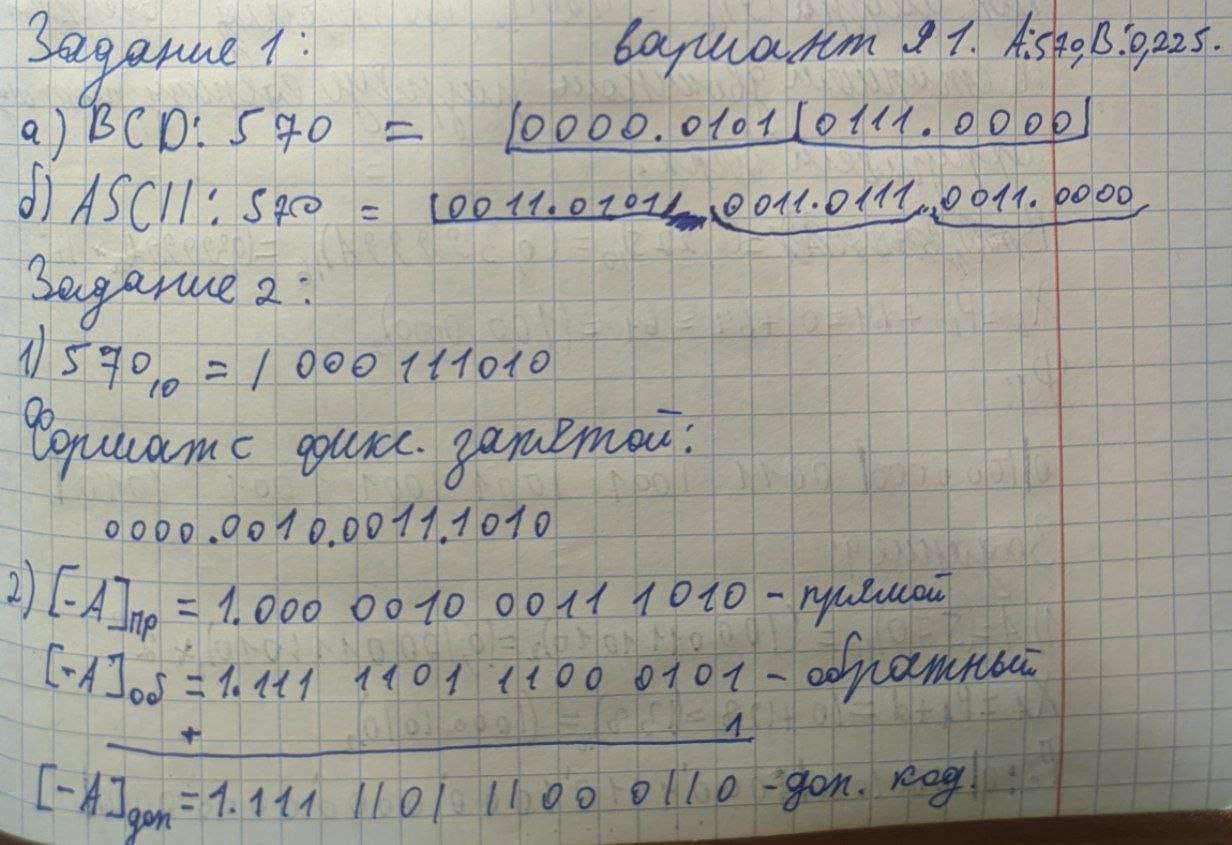 Задание 1: вариант я 1. А:570, В:0,225.
а) BCD: 570 = 0000.0101 0111.0000
б) ASCII: 570 = 0011.0101 0011.0111 0011.0000
Задание 2:
1) 570₁₀ = 1 000 111010
Формат с фикс. запятой:
0000.0010.0011.1010
2) [-A]пр = 1.000 0010 0011 1010 - прямой
[-A]об = 1.111 1101 1100 0101 - обратный
+ 1
[-A]доп = 1.111 1101 1100 0110 - доп. код.